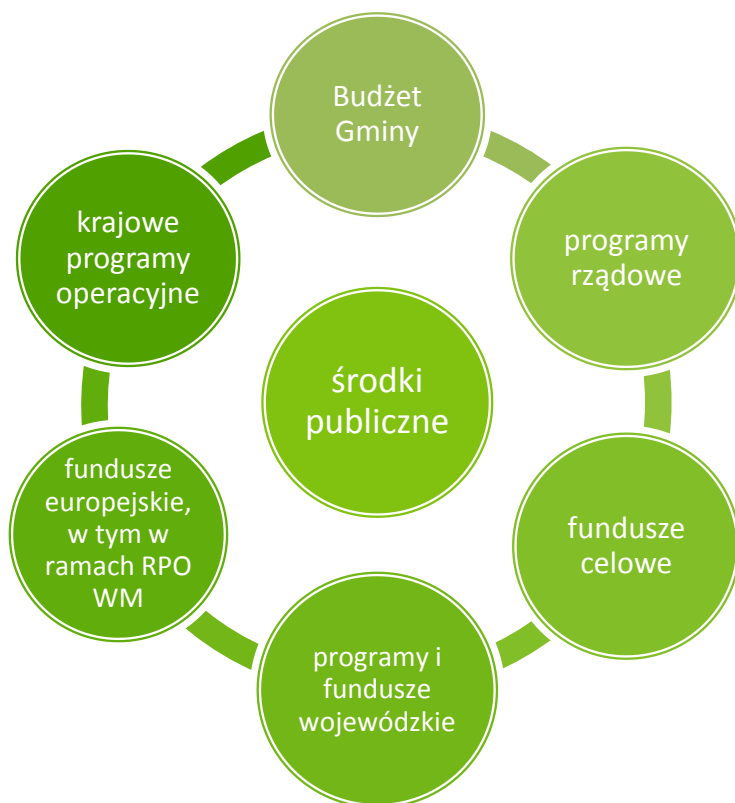 Budżet
Gminy
programy
rządowe
fundusze
celowe
programy i
fundusze
wojewódzkie
fundusze
europejskie,
w tym w
ramach RPO
WM
krajowe
programy
operacyjne
środki
publiczne